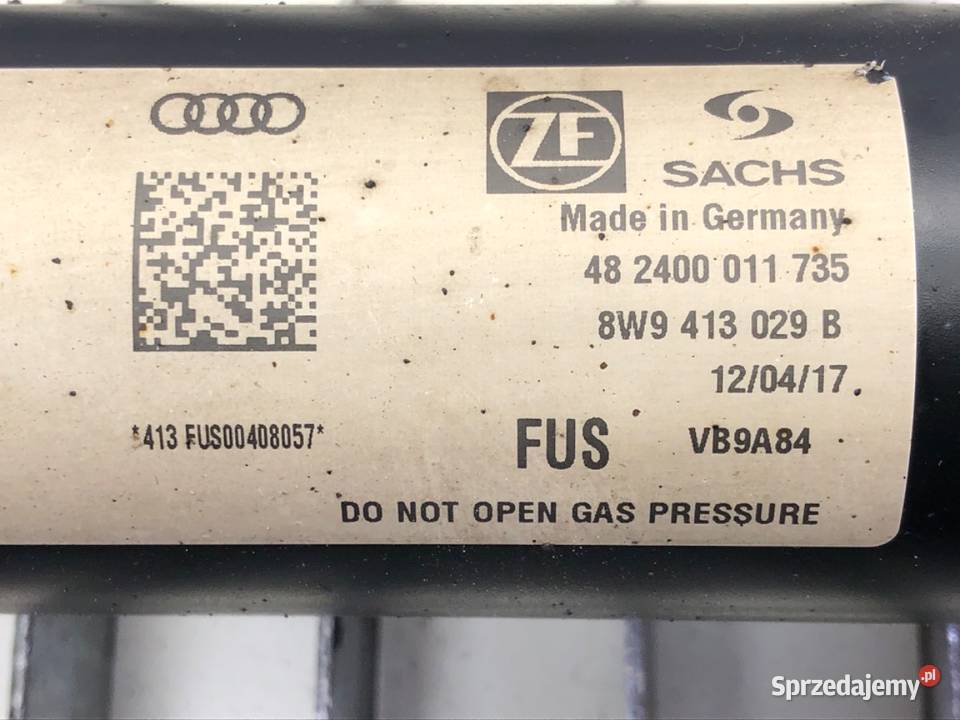 ZF
SACHS
Made in Germany
48 2400 011 735
8W9 413 029 B
12/04/17
*413 FUS00408057*
FUS VB9A84
DO NOT OPEN GAS PRESSURE
Sprzedajemy.pl